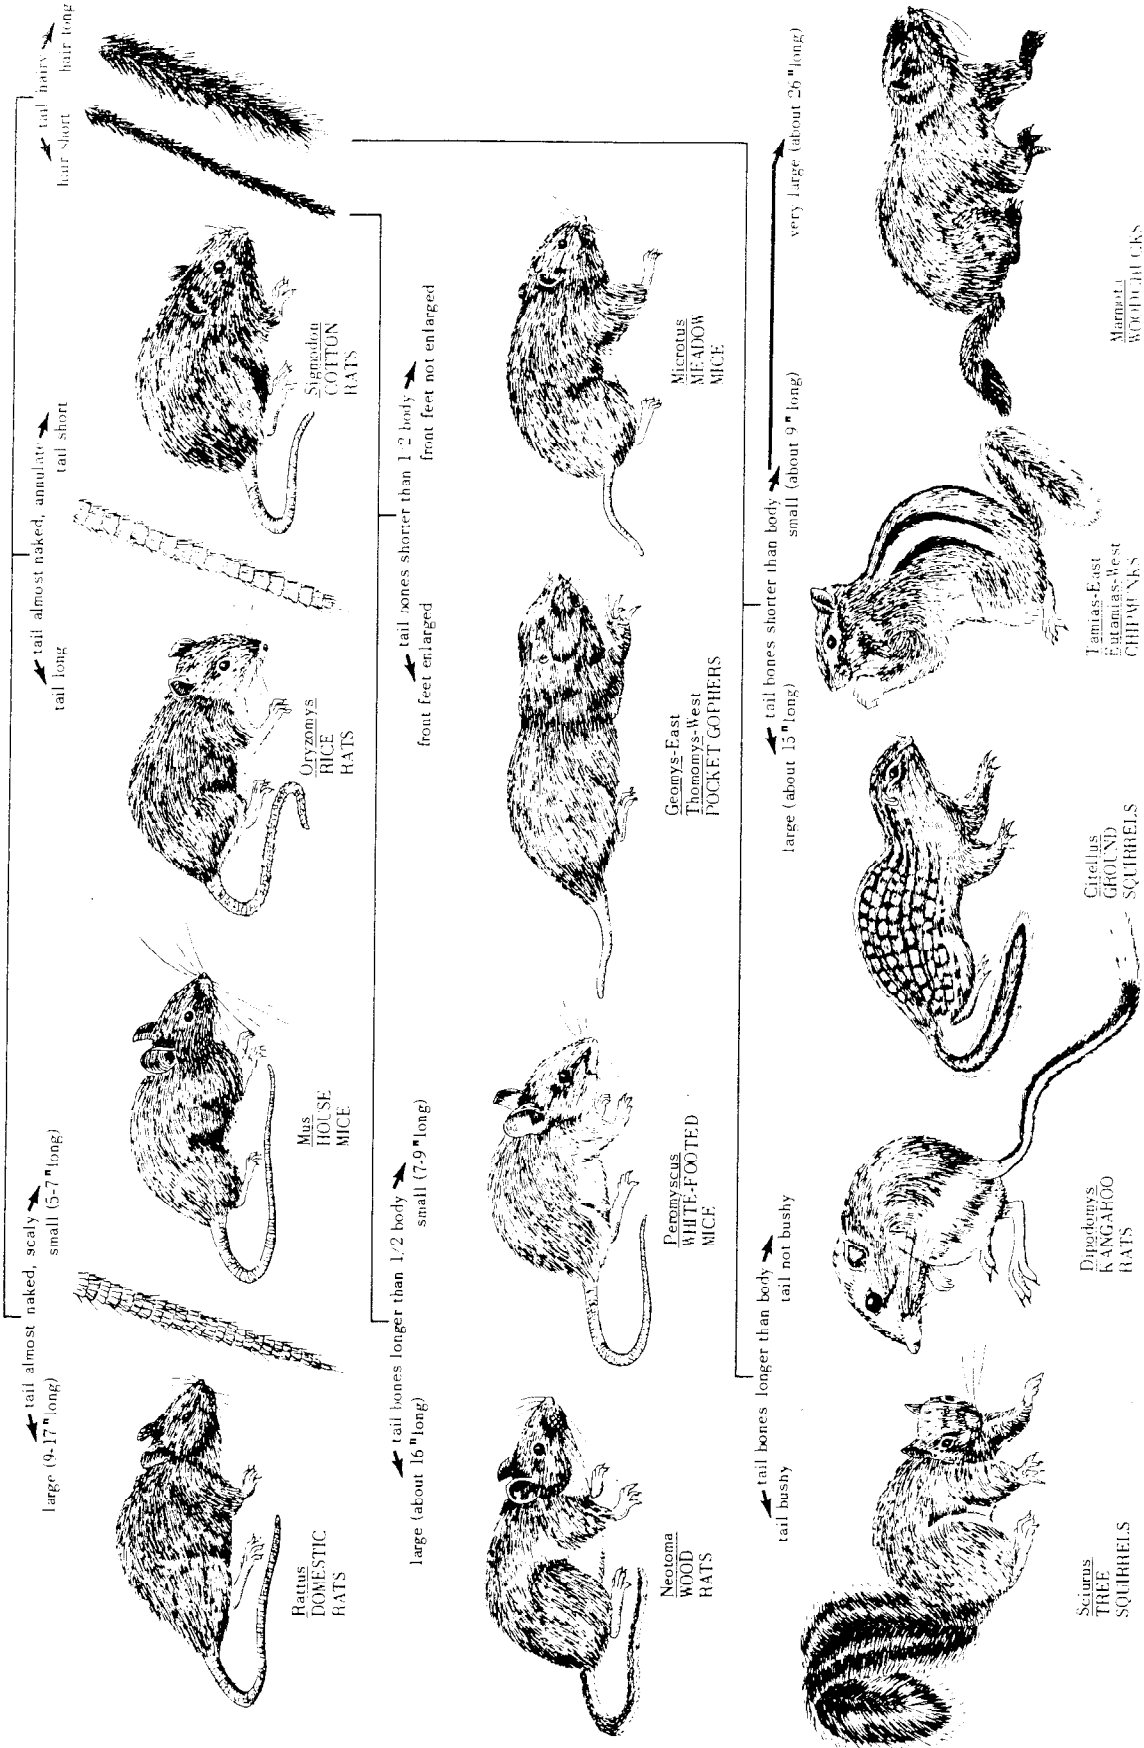 tail almost naked, scaly
large (9-17"long)
small (5-7"long)
tail almost naked, annulate
tail long
tail short
tail hairy
hair short
hair long
Rattus
DOMESTIC
RATS
Mus
HOUSE
MICE
Oryzomys
RICE
RATS
Sigmodon
COTTON
RATS
tail bones longer than 1/2 body
large (about 16"long)
small (7-9"long)
tail bones shorter than 1/2 body
front feet enlarged
front feet not enlarged
Neotoma
WOOD
RATS
Peromyscus
WHITE-FOOTED
MICE
Geomys-East
Thomomys-West
POCKET GOPHERS
Microtus
MEADOW
MICE
tail bones longer than body
tail bushy
tail not bushy
tail bones shorter than body
large (about 15"long)
small (about 9"long)
very large (about 26"long)
Sciurus
TREE
SQUIRRELS
Dipodomys
KANGAROO
RATS
Citellus
GROUND
SQUIRRELS
Tamias-East
Eutamias-West
CHIPMUNKS
Marmota
WOODCHUCKS